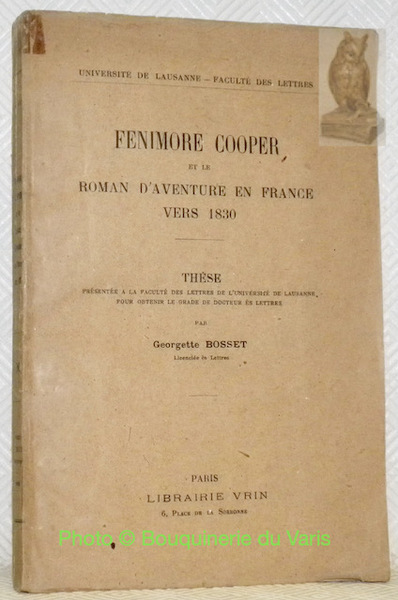 UNIVERSITÉ DE LAUSANNE — FACULTÉ DES LETTRES
FENIMORE COOPER
ET LE
ROMAN D'AVENTURE EN FRANCE
VERS 1830
THÈSE
PRÉSENTÉE A LA FACULTÉ DES LETTRES DE L'UNIVERSITÉ DE LAUSANNE
POUR OBTENIR LE GRADE DE DOCTEUR ÈS LETTRES
PAR
Georgette BOSSET
Licenciée ès Lettres
PARIS
LIBRAIRIE VRIN
6, PLACE DE LA SORBONNE
Photo © Bouquinerie du Varis